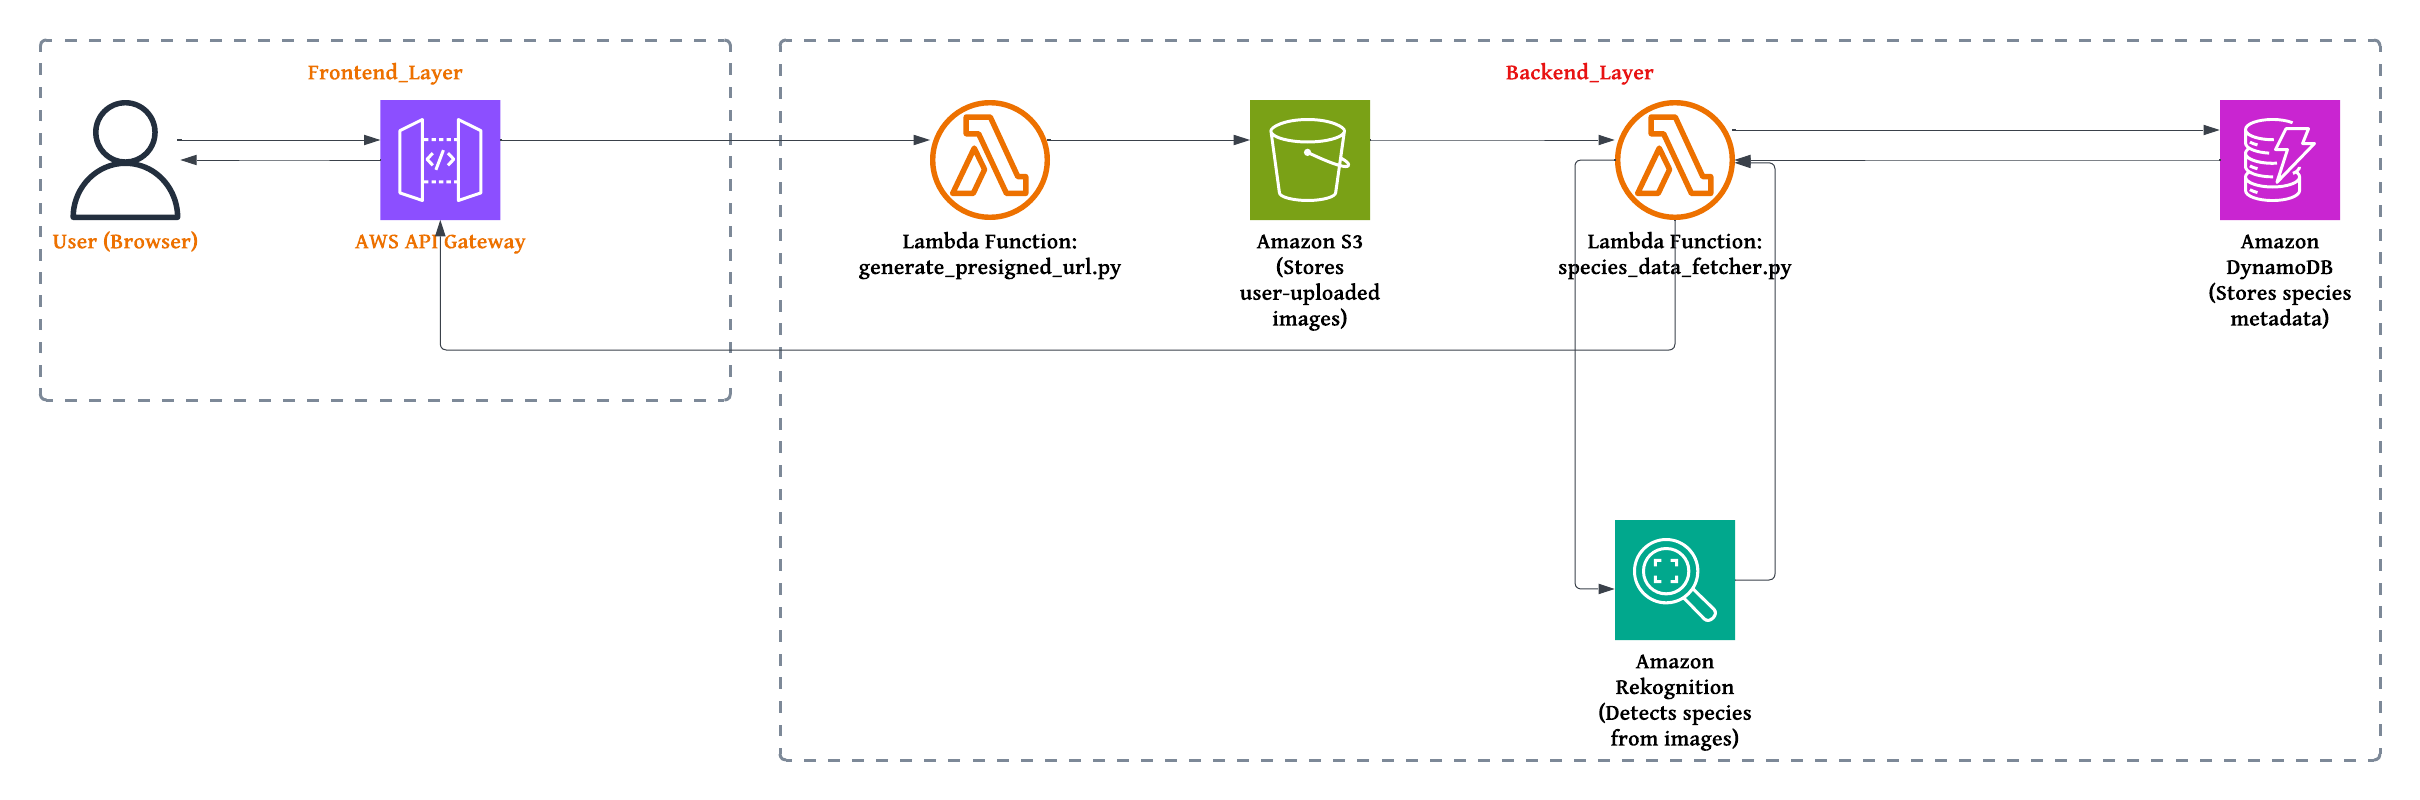 Frontend_Layer
Backend_Layer
User (Browser)
AWS API Gateway
Lambda Function:
generate_presigned_url.py
Amazon S3
(Stores
user-uploaded
images)
Lambda Function:
species_data_fetcher.py
Amazon
DynamoDB
(Stores species
metadata)
Amazon
Rekognition
(Detects species
from images)